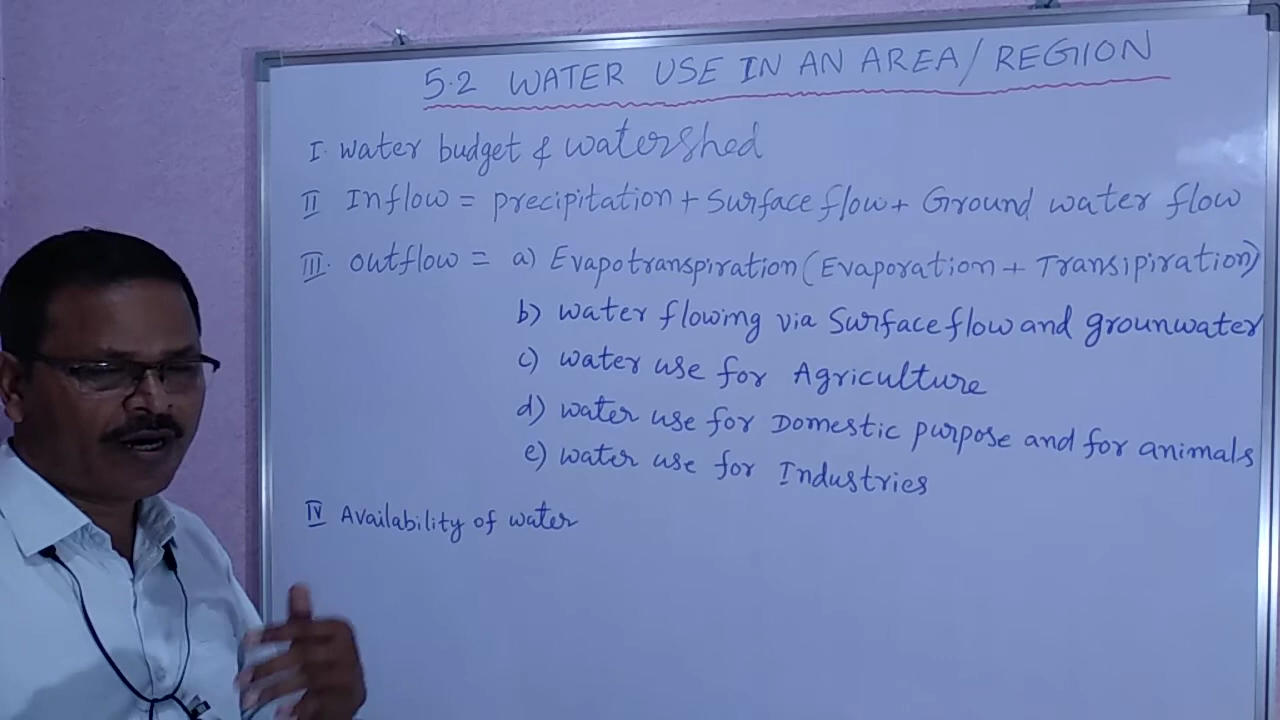 5.2 WATER USE IN AN AREA/REGION
I. water budget & watershed
II Inflow = precipitation + Surface flow + Ground water flow
III. outflow = a) Evapotranspiration (Evaporation + Transipiration)
b) water flowing via Surface flow and grounwater
c) water use for Agriculture
d) water use for Domestic purpose and for animals
e) water use for Industries
IV Availability of water